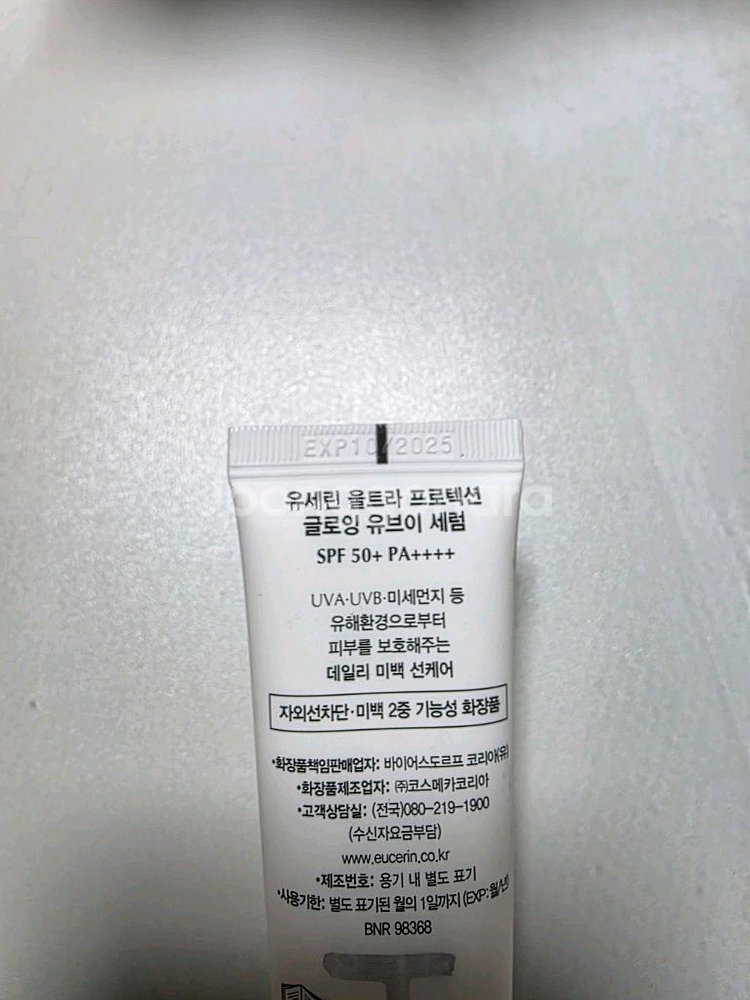 EXP10/2025
유세린 울트라 프로텍션
글로잉 유브이 세럼
SPF 50+ PA++++
UVA·UVB·미세먼지 등
유해환경으로부터
피부를 보호해주는
데일리 미백 선케어
자외선차단·미백 2중 기능성 화장품
•화장품책임판매업자: 바이어스도르프 코리아(유)
•화장품제조업자: ㈜코스메카코리아
•고객상담실: (전국)080-219-1900
(수신자요금부담)
www.eucerin.co.kr
•제조번호: 용기 내 별도 표기
•사용기한: 별도 표기된 월의 1일까지 (EXP: 월/년)
BNR 98368